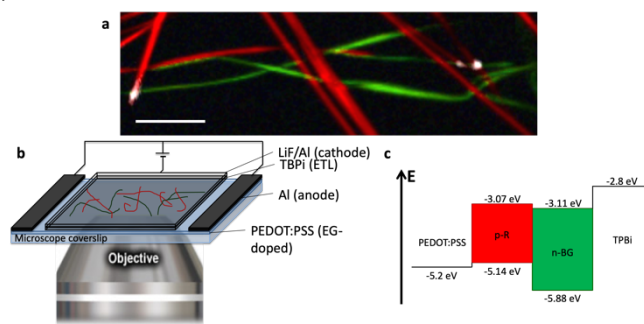 a
b
LiF/Al (cathode)
TBPi (ETL)
Al (anode)
PEDOT:PSS (EG-
doped)
Microscope coverslip
Objective
c
E
-2.8 eV
-3.07 eV
-3.11 eV
PEDOT:PSS
p-R
n-BG
TPBi
-5.2 eV
-5.14 eV
-5.88 eV